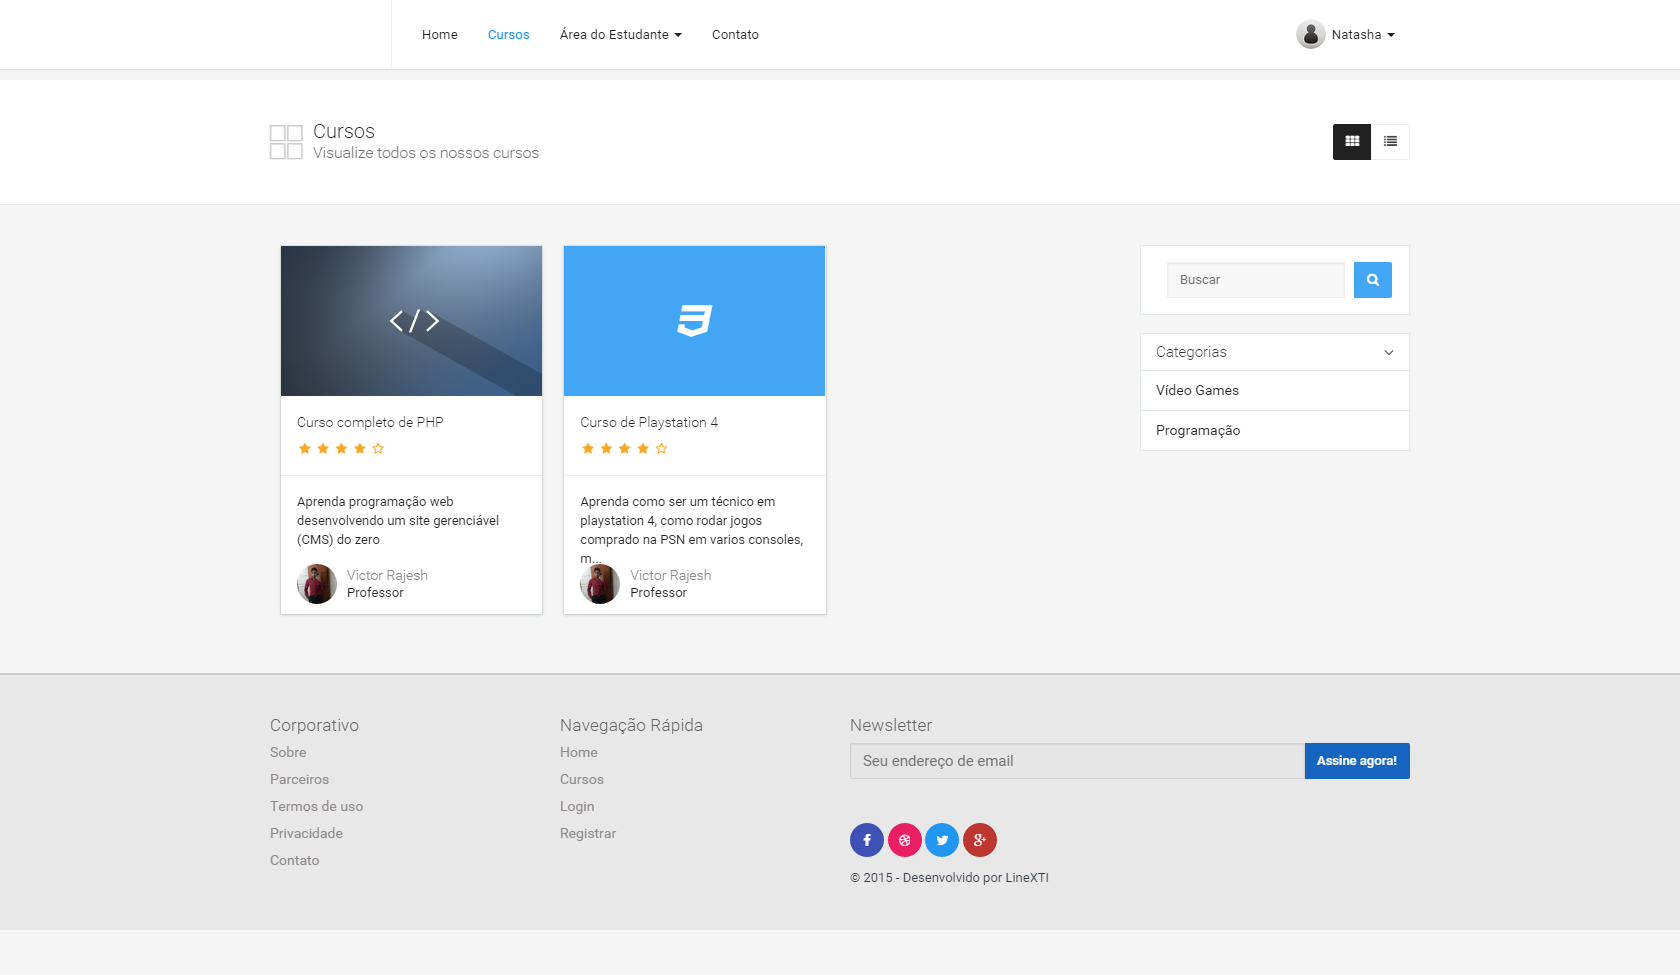 Home
Cursos
Área do Estudante
Contato
Natasha
Cursos
Visualize todos os nossos cursos
</>
Curso completo de PHP
Aprenda programação web
desenvolvendo um site gerenciável
(CMS) do zero
Victor Rajesh
Professor
Curso de Playstation 4
Aprenda como ser um técnico em
playstation 4, como rodar jogos
comprado na PSN em varios consoles,
m...
Victor Rajesh
Professor
Buscar
Categorias
Vídeo Games
Programação
Corporativo
Sobre
Parceiros
Termos de uso
Privacidade
Contato
Navegação Rápida
Home
Cursos
Login
Registrar
Newsletter
Seu endereço de email
Assine agora!
© 2015 - Desenvolvido por LineXTI